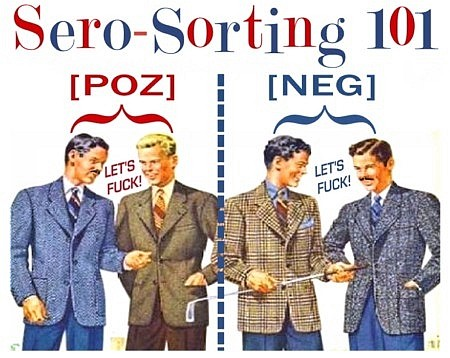 Sero-Sorting 101
[POZ] [NEG]
LET'S
FUCK!
LET'S
FUCK!